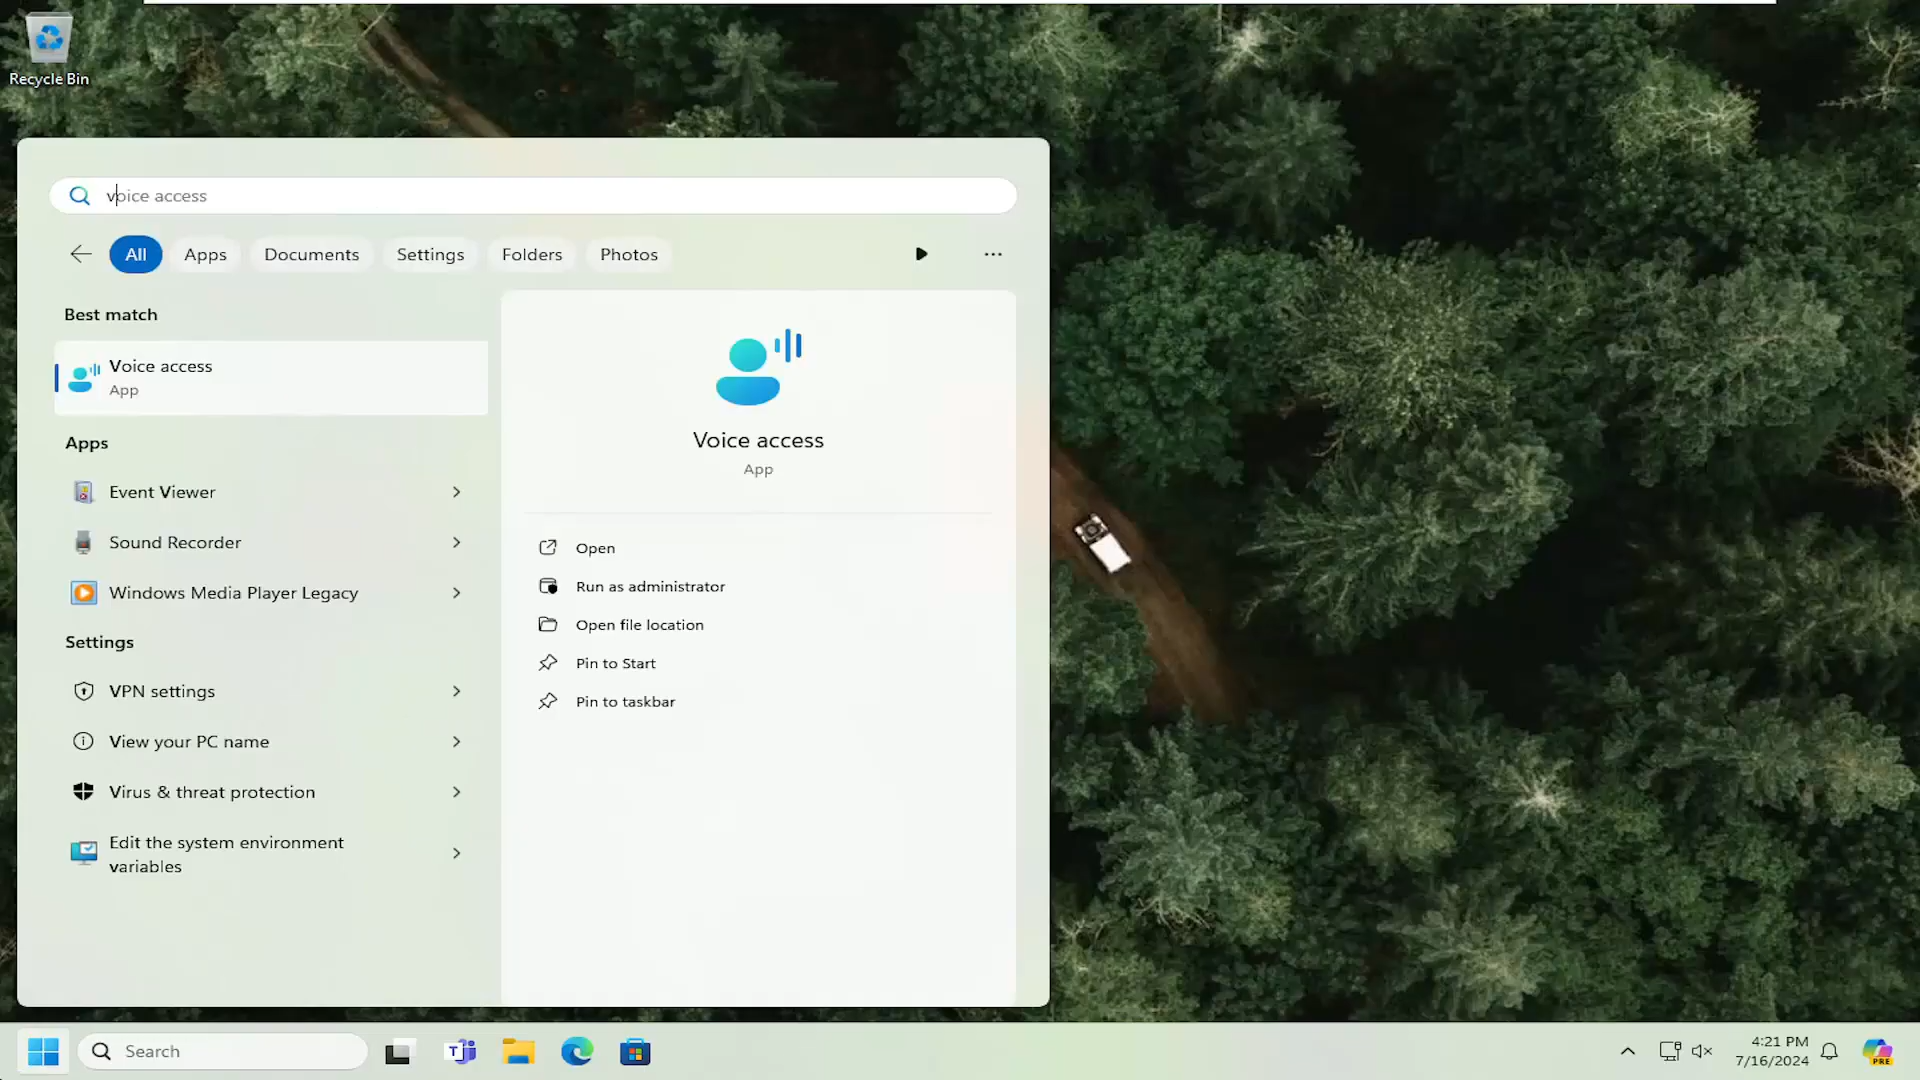 Recycle Bin
voice access
All
Apps
Documents
Settings
Folders
Photos
Best match
Voice access
App
Apps
Event Viewer
Sound Recorder
Windows Media Player Legacy
Settings
VPN settings
View your PC name
Virus & threat protection
Edit the system environment
variables
Voice access
App
Open
Run as administrator
Open file location
Pin to Start
Pin to taskbar
Search
4:21 PM
7/16/2024
PRE